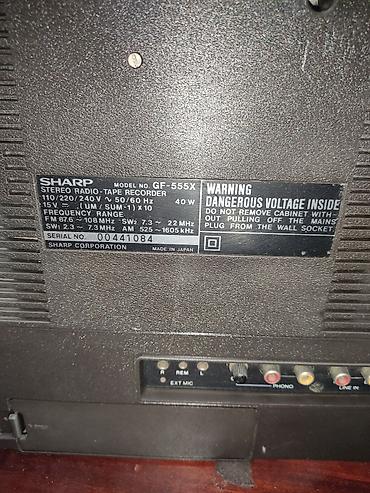 SHARP MODEL NO. GF-555X
STEREO RADIO-TAPE RECORDER
110/220/240V ∿ 50/60 Hz 40W
15V ⎓ (UM/SUM-1) X 10
FREQUENCY RANGE
FM 87.6 ~ 108 MHz SW2 7.3 ~ 22 MHz
SW1 2.3 ~ 7.3 MHz AM 525 ~ 1605 kHz
SERIAL NO. 00441084
SHARP CORPORATION MADE IN JAPAN
WARNING
DANGEROUS VOLTAGE INSIDE
DO NOT REMOVE CABINET WITH-
OUT PULLING OFF THE MAINS
PLUG FROM THE WALL SOCKET.
R REM L
EXT MIC
PHONO
LINE IN